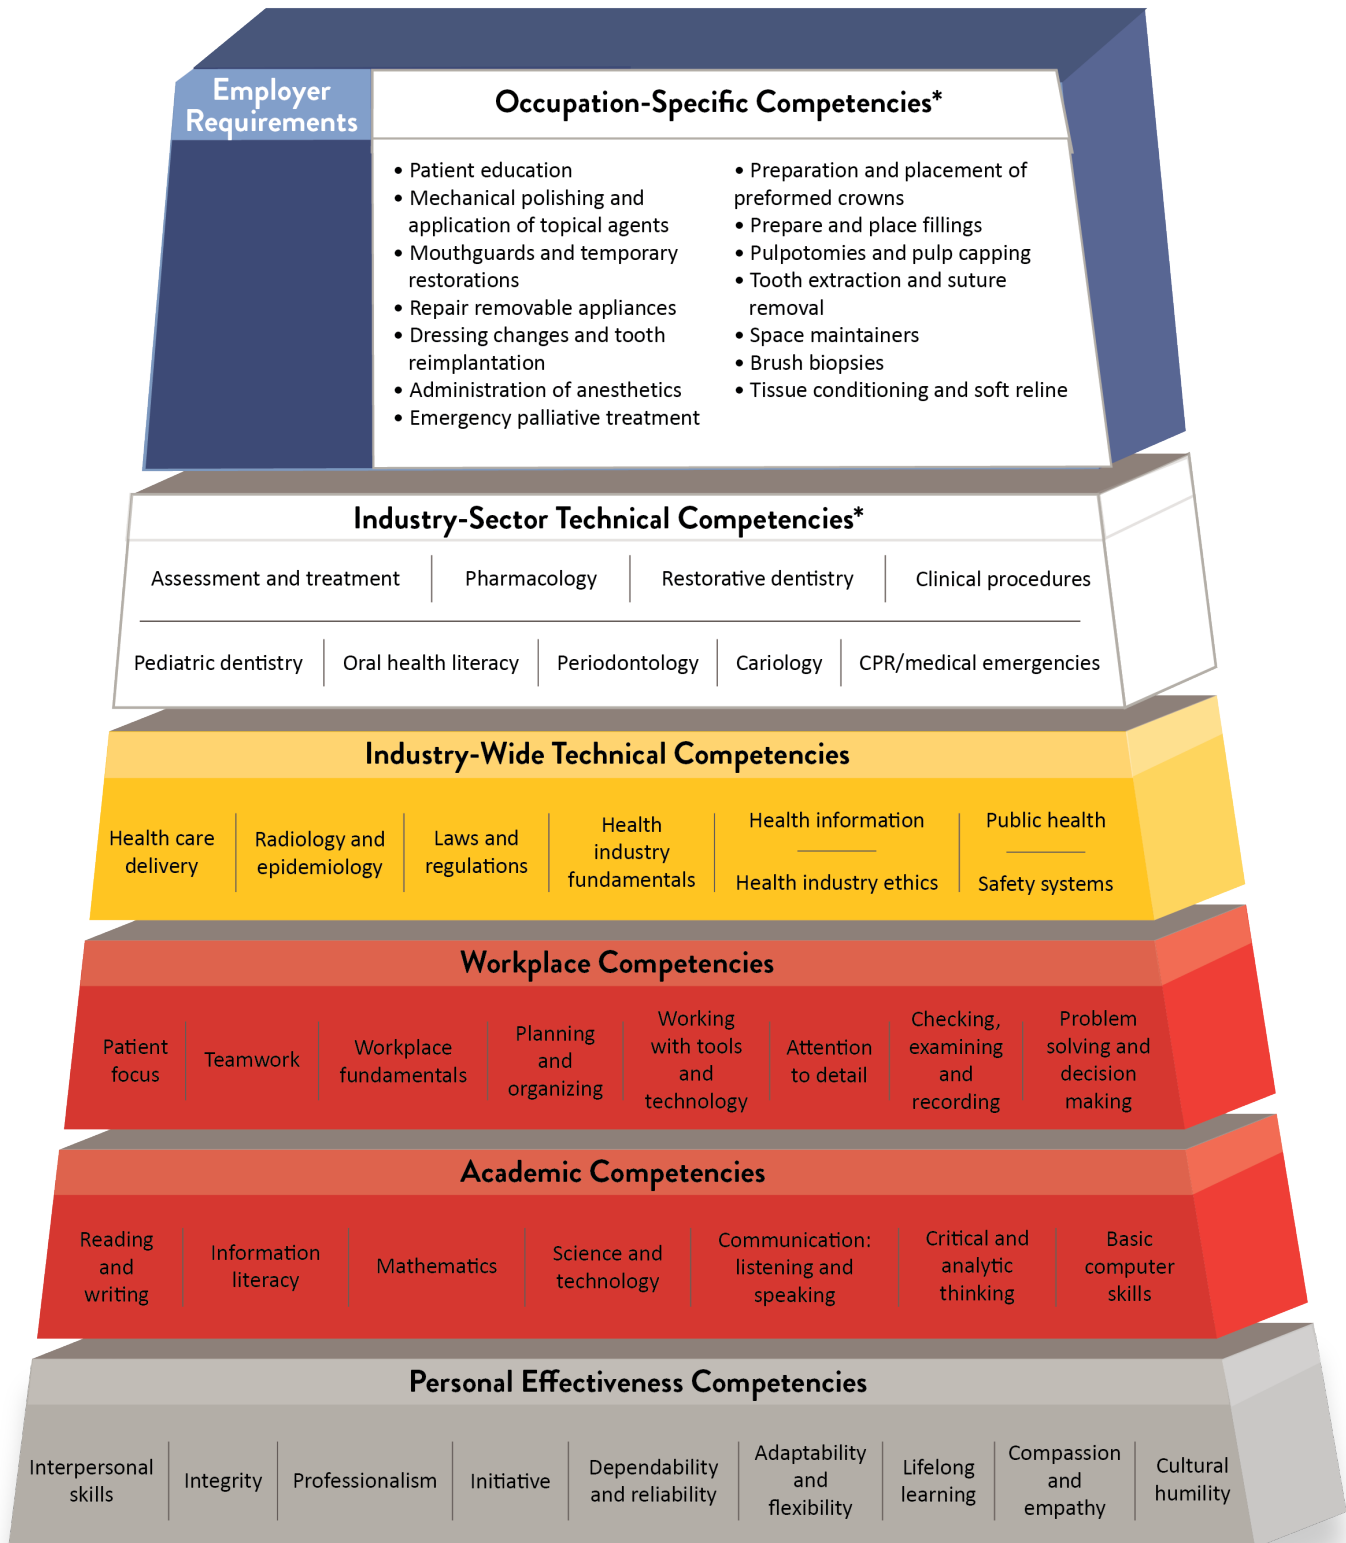 Employer
Requirements
Occupation-Specific Competencies*
• Patient education
• Mechanical polishing and
application of topical agents
• Mouthguards and temporary
restorations
• Repair removable appliances
• Dressing changes and tooth
reimplantation
• Administration of anesthetics
• Emergency palliative treatment
• Preparation and placement of
preformed crowns
• Prepare and place fillings
• Pulpotomies and pulp capping
• Tooth extraction and suture
removal
• Space maintainers
• Brush biopsies
• Tissue conditioning and soft reline
Industry-Sector Technical Competencies*
Assessment and treatment
Pharmacology
Restorative dentistry
Clinical procedures
Pediatric dentistry
Oral health literacy
Periodontology
Cariology
CPR/medical emergencies
Industry-Wide Technical Competencies
Health care
delivery
Radiology and
epidemiology
Laws and
regulations
Health
industry
fundamentals
Health information
Health industry ethics
Public health
Safety systems
Workplace Competencies
Patient
focus
Teamwork
Workplace
fundamentals
Planning
and
organizing
Working
with tools
and
technology
Attention
to detail
Checking,
examining
and
recording
Problem
solving and
decision
making
Academic Competencies
Reading
and
writing
Information
literacy
Mathematics
Science and
technology
Communication:
listening and
speaking
Critical and
analytic
thinking
Basic
computer
skills
Personal Effectiveness Competencies
Interpersonal
skills
Integrity
Professionalism
Initiative
Dependability
and reliability
Adaptability
and
flexibility
Lifelong
learning
Compassion
and
empathy
Cultural
humility